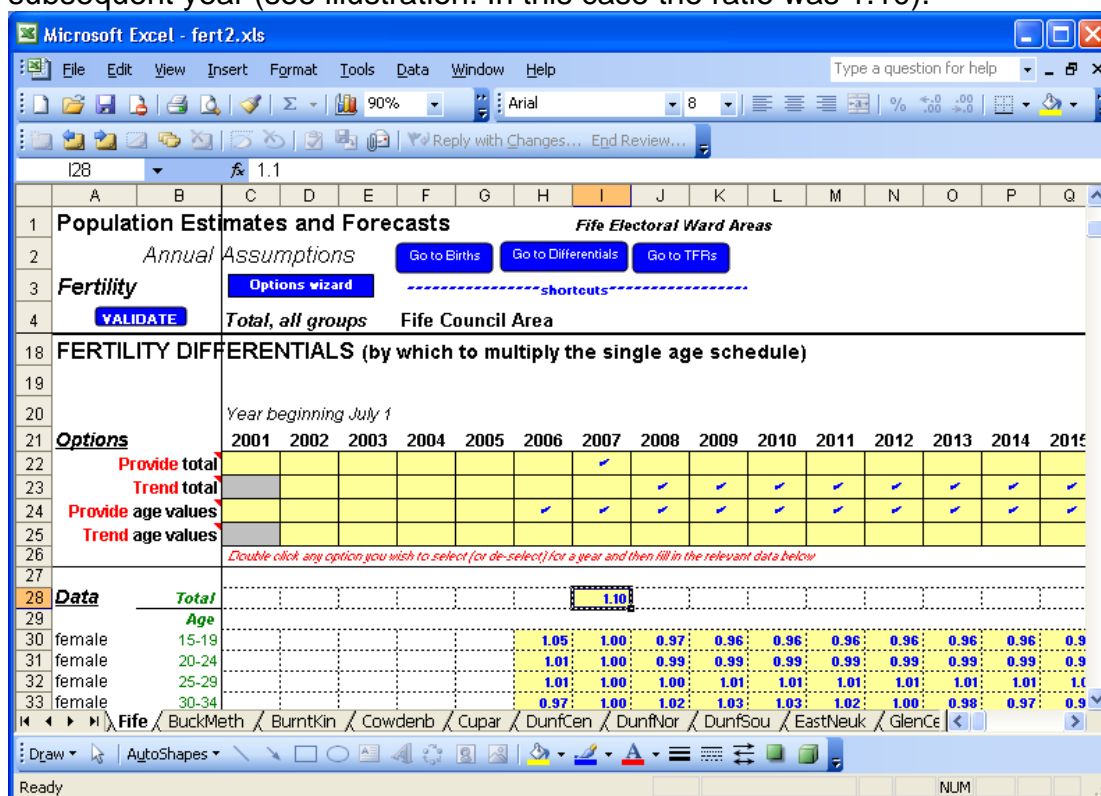 subsequent year (see illustration. In this case the ratio was 1.10).
Microsoft Excel - fert2.xls
File Edit View Insert Format Tools Data Window Help Type a question for help
90% Arial 8
Reply with Changes... End Review...
I28 fx 1.1
A B C D E F G H I J K L M N O P Q
1 Population Estimates and Forecasts Fife Electoral Ward Areas
2 Annual Assumptions Go to Births Go to Differentials Go to TFRs
3 Fertility Options wizard shortcuts
4 VALIDATE Total, all groups Fife Council Area
18 FERTILITY DIFFERENTIALS (by which to multiply the single age schedule)
19
20 Year beginning July 1
21 Options 2001 2002 2003 2004 2005 2006 2007 2008 2009 2010 2011 2012 2013 2014 2015
22 Provide total ✔
23 Trend total ✔ ✔ ✔ ✔ ✔ ✔ ✔ ✔
24 Provide age values ✔ ✔ ✔ ✔ ✔ ✔ ✔ ✔ ✔ ✔
25 Trend age values
26 Double click any option you wish to select (or de-select) for a year and then fill in the relevant data below
27
28 Data Total 1.10
29 Age
30 female 15-19 1.05 1.00 0.97 0.96 0.96 0.96 0.96 0.96 0.96 0.9
31 female 20-24 1.01 1.00 0.99 0.99 0.99 0.99 0.99 0.99 0.99 0.9
32 female 25-29 1.01 1.00 1.00 1.01 1.01 1.01 1.01 1.01 1.01 1.0
33 female 30-34 0.97 1.00 1.02 1.03 1.03 1.02 1.00 0.98 0.97 0.9
Fife BuckMeth BurntKin Cowdenb Cupar DunfCen DunfNor DunfSou EastNeuk GlenCe
Draw AutoShapes
Ready NUM